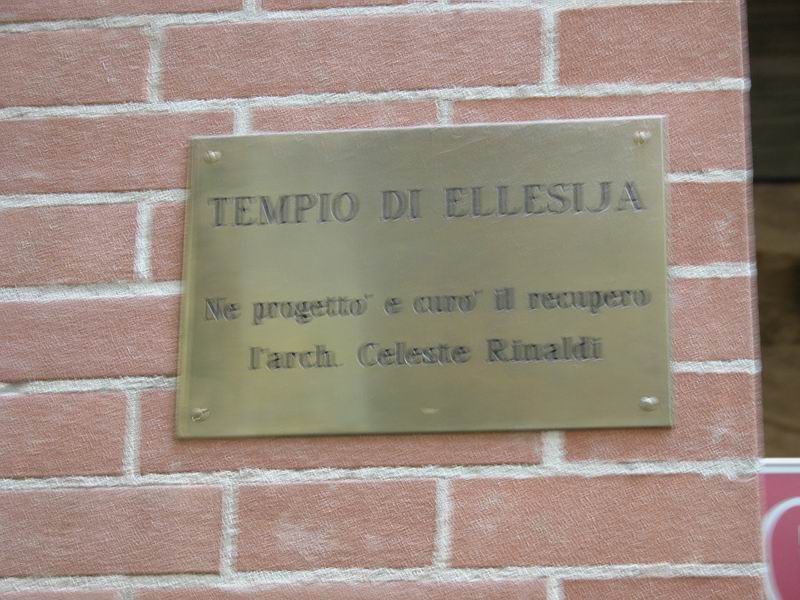 TEMPIO DI ELLESIJA
Ne progetto' e curo' il recupero
l'arch. Celeste Rinaldi